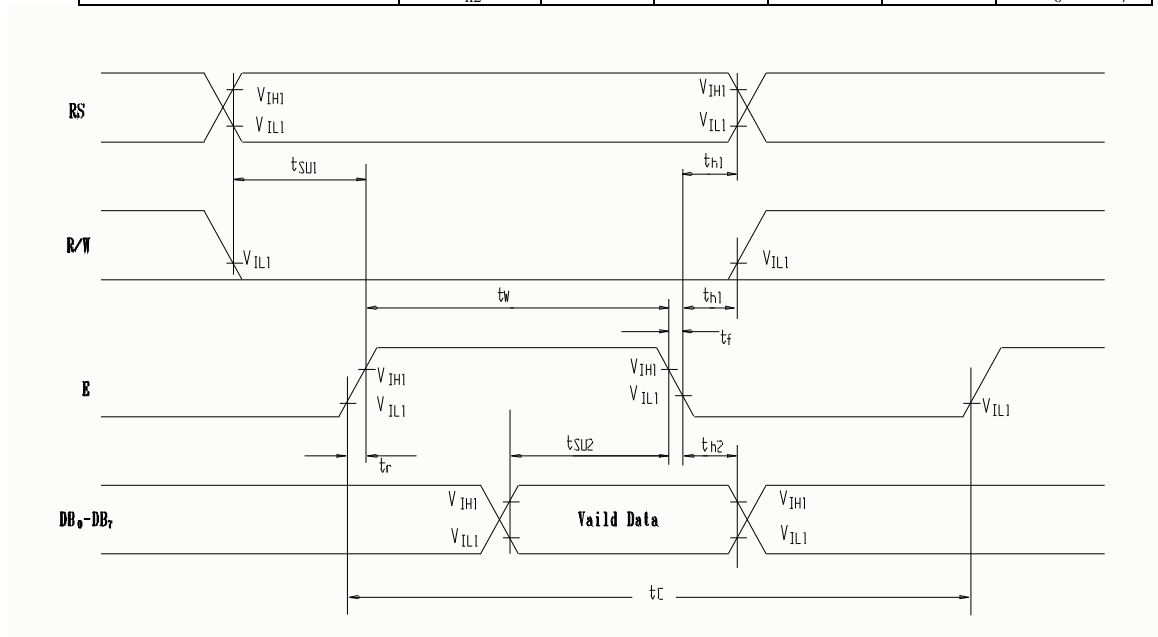 RS
VIH1
VIL1
VIH1
VIL1
tSU1
th1
R/W
VIL1
VIL1
tW
th1
tf
E
VIH1
VIL1
VIH1
VIL1
VIL1
tr
tSU2
th2
DB0-DB7
VIH1
VIL1
Vaild Data
VIH1
VIL1
tC